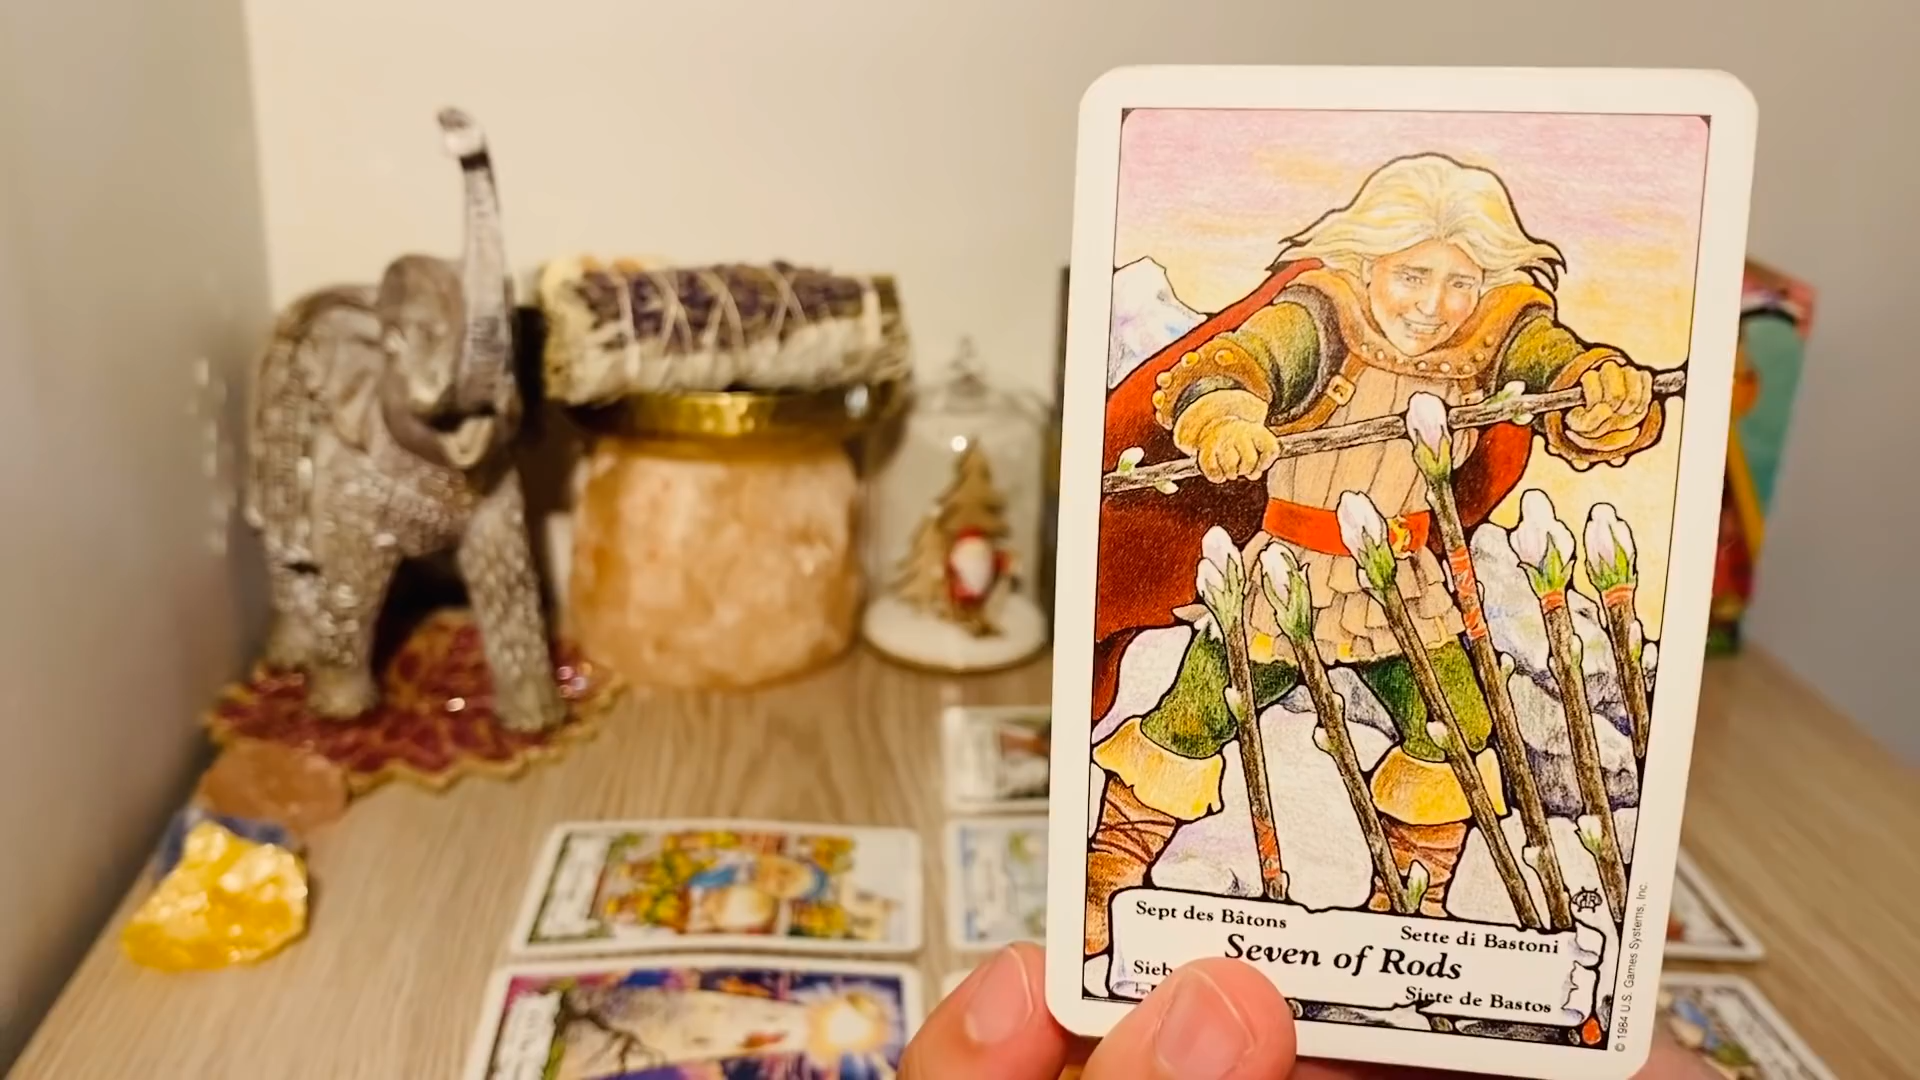 Sept des Bâtons
Sette di Bastoni
Seven of Rods
Sieb
Siete de Bastos
© 1984 U.S. Games Systems, Inc.